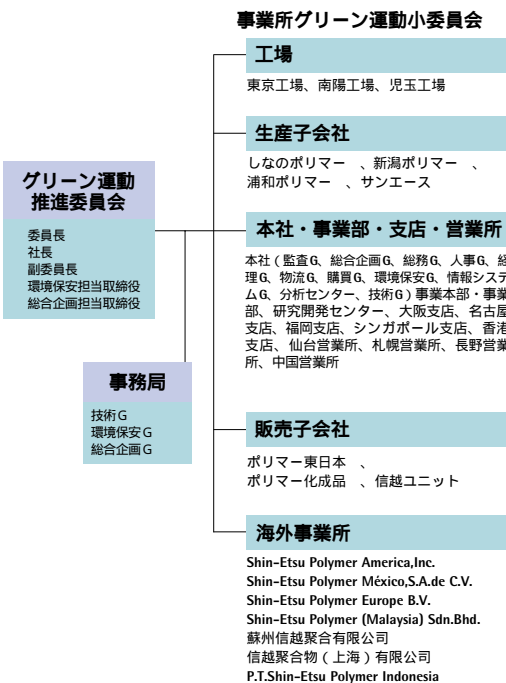 事業所グリーン運動小委員会
工場
東京工場、南陽工場、児玉工場
生産子会社
しなのポリマー　、新潟ポリマー　、
浦和ポリマー　、サンエース
グリーン運動
推進委員会
委員長
社長
副委員長
環境保安担当取締役
総合企画担当取締役
本社・事業部・支店・営業所
本社（監査G、総合企画G、総務G、人事G、経
理G、物流G、購買G、環境保安G、情報システ
ムG、分析センター、技術G）事業本部・事業
部、研究開発センター、大阪支店、名古屋
支店、福岡支店、シンガポール支店、香港
支店、仙台営業所、札幌営業所、長野営業
所、中国営業所
事務局
技術G
環境保安G
総合企画G
販売子会社
ポリマー東日本　、
ポリマー化成品　、信越ユニット
海外事業所
Shin-Etsu Polymer America,Inc.
Shin-Etsu Polymer México,S.A.de C.V.
Shin-Etsu Polymer Europe B.V.
Shin-Etsu Polymer (Malaysia) Sdn.Bhd.
蘇州信越聚合有限公司
信越聚合物（上海）有限公司
P.T.Shin-Etsu Polymer Indonesia